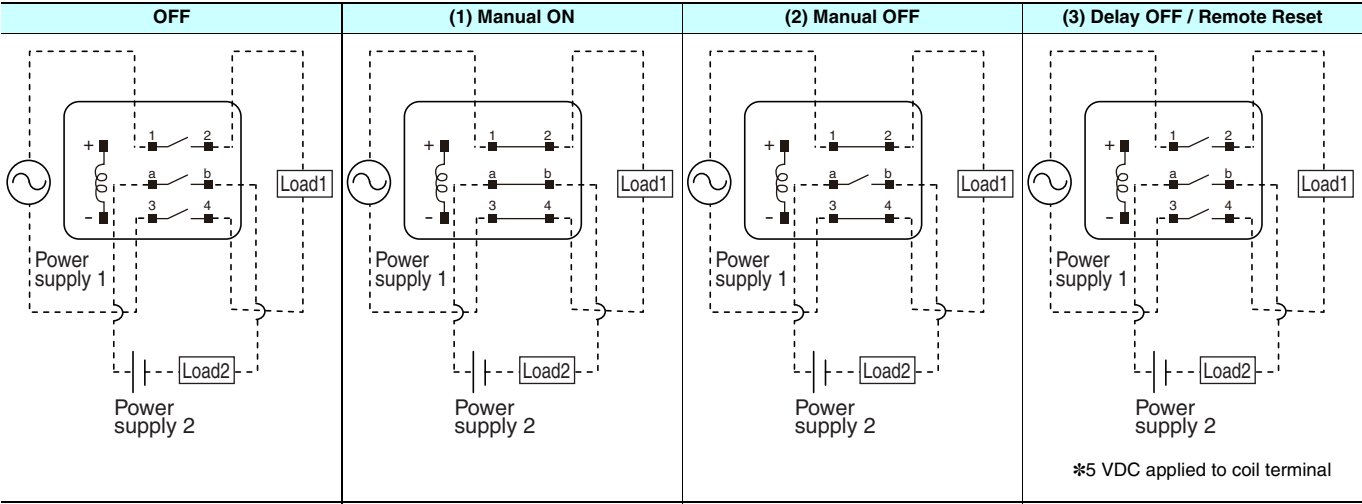 OFF
(1) Manual ON
(2) Manual OFF
(3) Delay OFF / Remote Reset
+
1
2
a
b
-
3
4
Load1
Power
supply 1
Load2
Power
supply 2
+
1
2
a
b
-
3
4
Load1
Power
supply 1
Load2
Power
supply 2
+
1
2
a
b
-
3
4
Load1
Power
supply 1
Load2
Power
supply 2
+
1
2
a
b
-
3
4
Load1
Power
supply 1
Load2
Power
supply 2
✽5 VDC applied to coil terminal